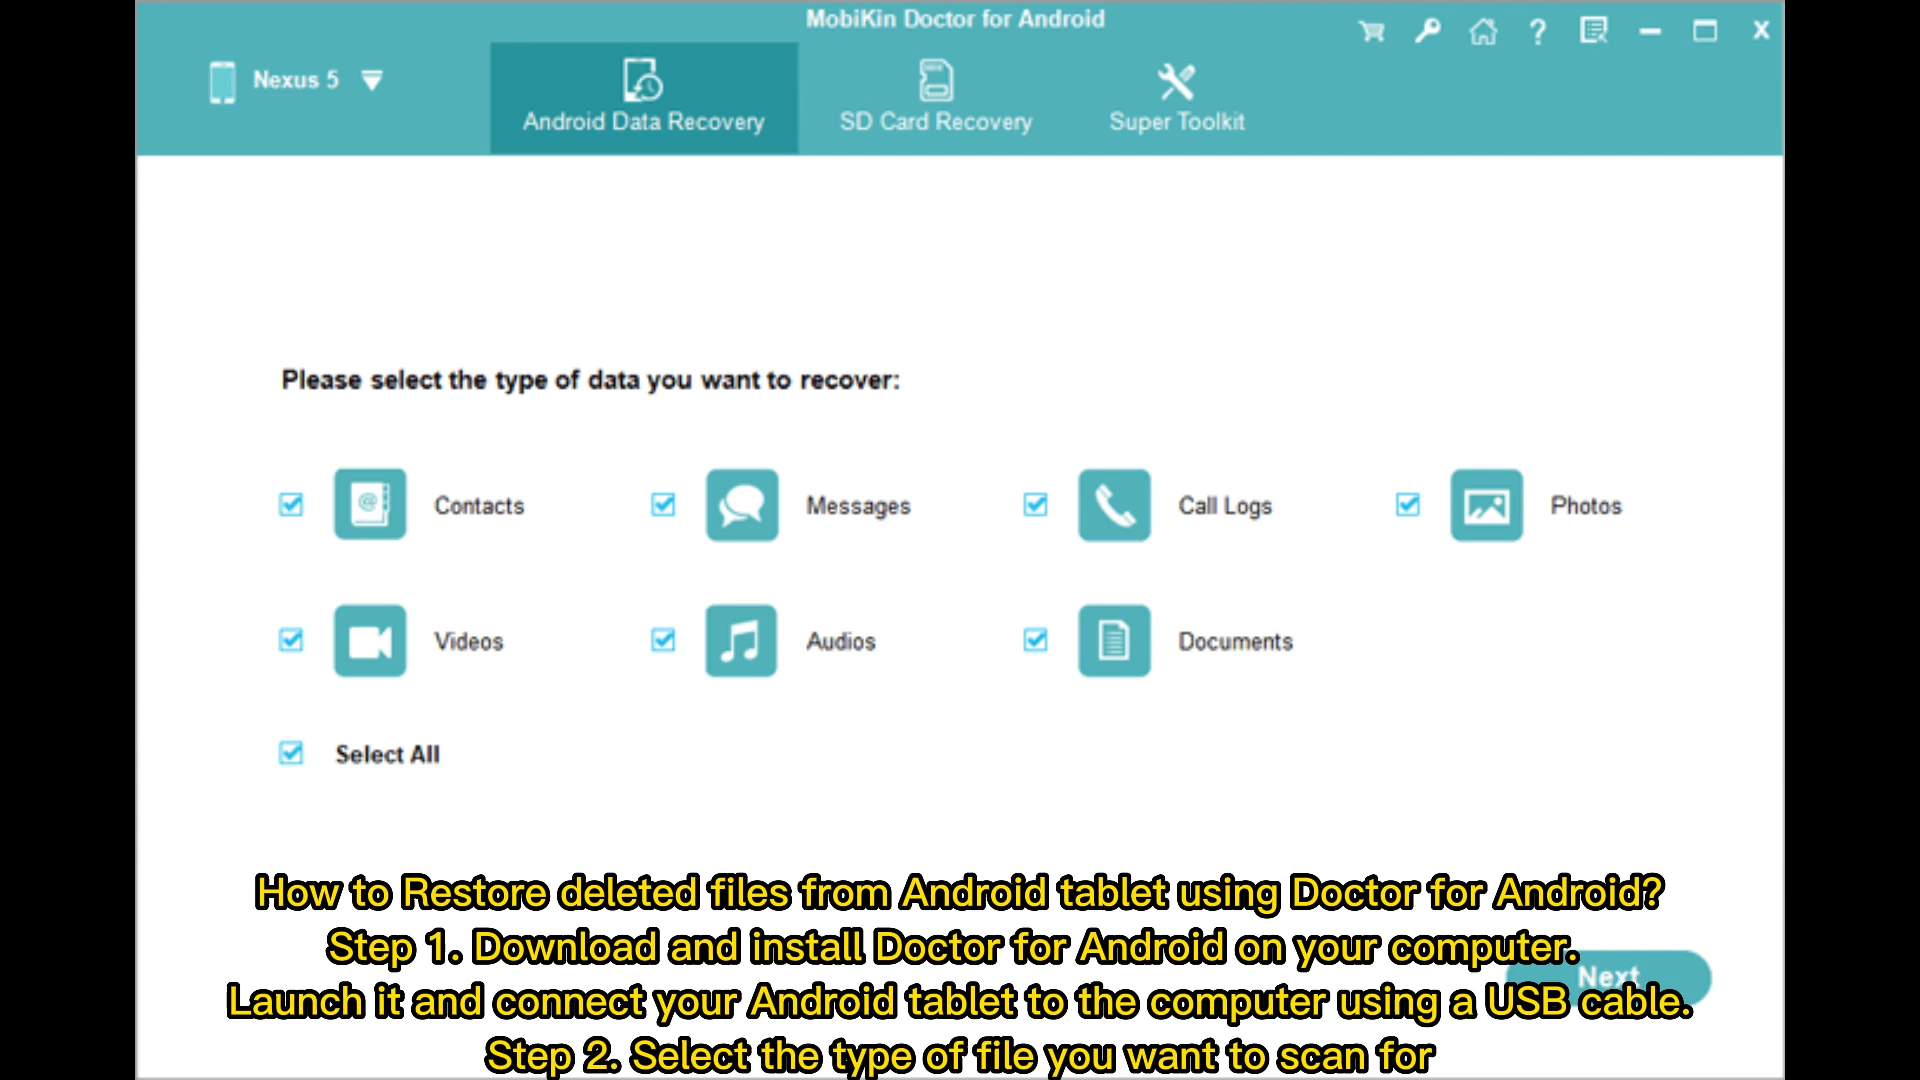 MobiKin Doctor for Android
Nexus 5
Android Data Recovery
SD Card Recovery
Super Toolkit
Please select the type of data you want to recover:
Contacts
Messages
Call Logs
Photos
Videos
Audios
Documents
Select All
Next
How to Restore deleted files from Android tablet using Doctor for Android?
Step 1. Download and install Doctor for Android on your computer.
Launch it and connect your Android tablet to the computer using a USB cable.
Step 2. Select the type of file you want to scan for